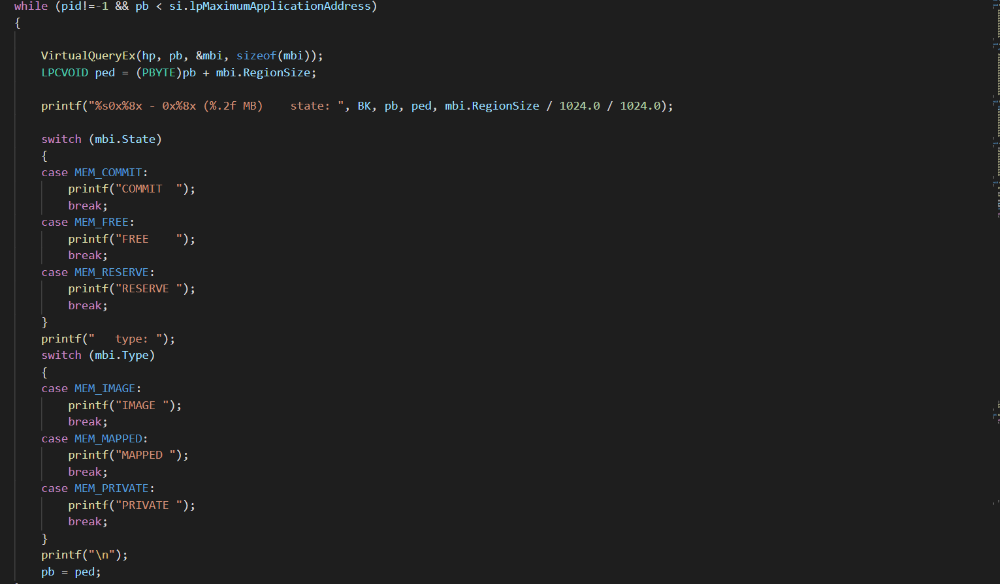 while (pid!=-1 && pb < si.lpMaximumApplicationAddress)
{
VirtualQueryEx(hp, pb, &mbi, sizeof(mbi));
LPCVOID ped = (PBYTE)pb + mbi.RegionSize;
printf("%s0x%8x - 0x%8x (%.2f MB)    state: ", BK, pb, ped, mbi.RegionSize / 1024.0 / 1024.0);
switch (mbi.State)
{
case MEM_COMMIT:
printf("COMMIT  ");
break;
case MEM_FREE:
printf("FREE    ");
break;
case MEM_RESERVE:
printf("RESERVE ");
break;
}
printf("   type: ");
switch (mbi.Type)
{
case MEM_IMAGE:
printf("IMAGE ");
break;
case MEM_MAPPED:
printf("MAPPED ");
break;
case MEM_PRIVATE:
printf("PRIVATE ");
break;
}
printf("\n");
pb = ped;